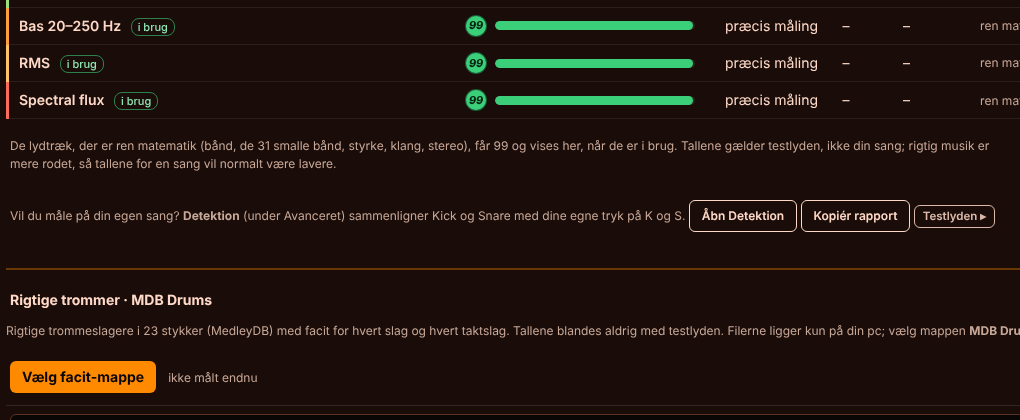 Bas 20–250 Hz i brug 99 præcis måling – – ren ma
RMS i brug 99 præcis måling – – ren ma
Spectral flux i brug 99 præcis måling – – ren ma
De lydtræk, der er ren matematik (bånd, de 31 smalle bånd, styrke, klang, stereo), får 99 og vises her, når de er i brug. Tallene gælder testlyden, ikke din sang; rigtig musik er
mere rodet, så tallene for en sang vil normalt være lavere.
Vil du måle på din egen sang? Detektion (under Avanceret) sammenligner Kick og Snare med dine egne tryk på K og S. Åbn Detektion Kopiér rapport Testlyden ▸
Rigtige trommer · MDB Drums
Rigtige trommeslagere i 23 stykker (MedleyDB) med facit for hvert slag og hvert taktslag. Tallene blandes aldrig med testlyden. Filerne ligger kun på din pc; vælg mappen MDB Dru
Vælg facit-mappe ikke målt endnu